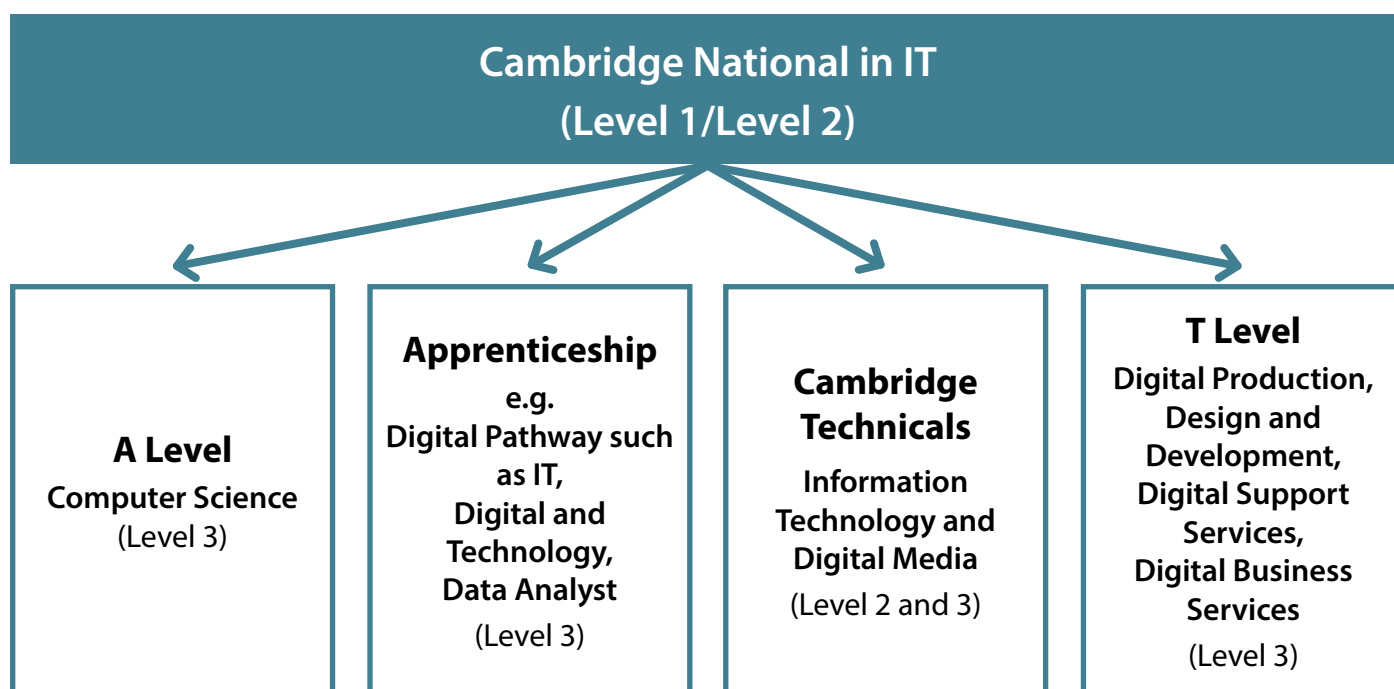 Cambridge National in IT
(Level 1/Level 2)
A Level
Computer Science
(Level 3)
Apprenticeship
e.g.
Digital Pathway such
as IT,
Digital and
Technology,
Data Analyst
(Level 3)
Cambridge
Technicals
Information
Technology and
Digital Media
(Level 2 and 3)
T Level
Digital Production,
Design and
Development,
Digital Support
Services,
Digital Business
Services
(Level 3)